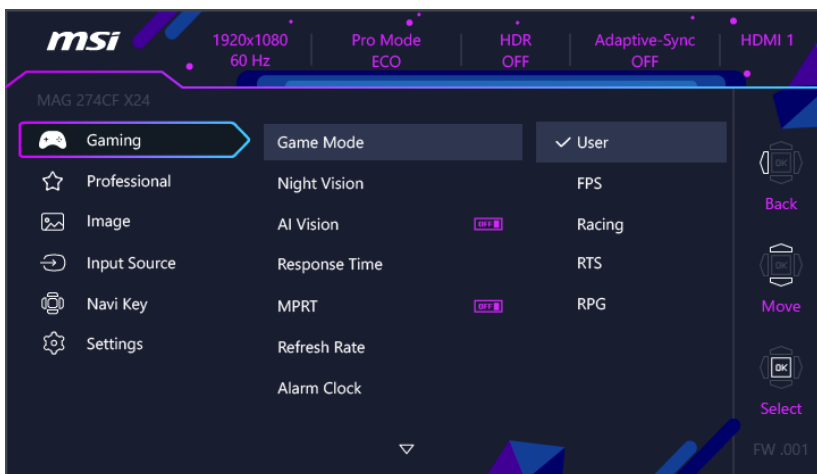 msi
1920x1080
60 Hz
Pro Mode
ECO
HDR
OFF
Adaptive-Sync
OFF
HDMI 1
MAG 274CF X24
Gaming
Professional
Image
Input Source
Navi Key
Settings
Game Mode
Night Vision
AI Vision OFF
Response Time
MPRT OFF
Refresh Rate
Alarm Clock
User
FPS
Racing
RTS
RPG
OK
Back
OK
Move
OK
Select
FW .001